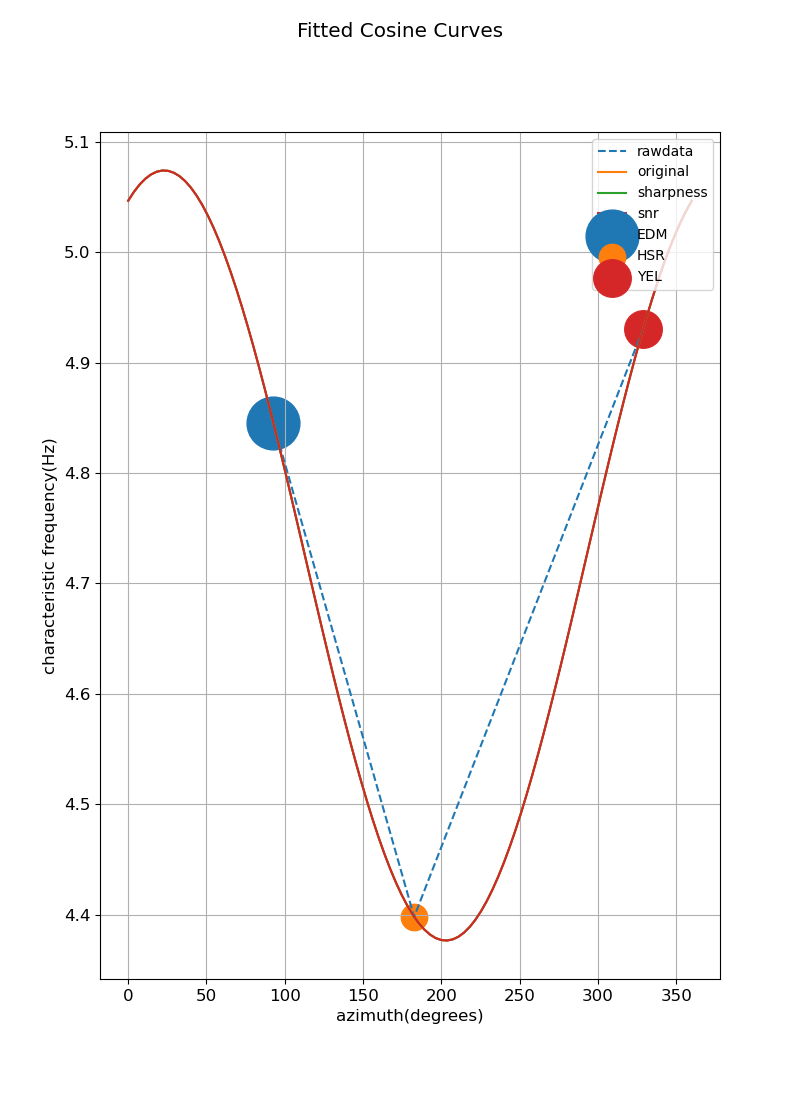 Fitted Cosine Curves
5.1
5.0
4.9
4.8
4.7
4.6
4.5
4.4
characteristic frequency(Hz)
rawdata
original
sharpness
snr
EDM
HSR
YEL
0 50 100 150 200 250 300 350
azimuth(degrees)